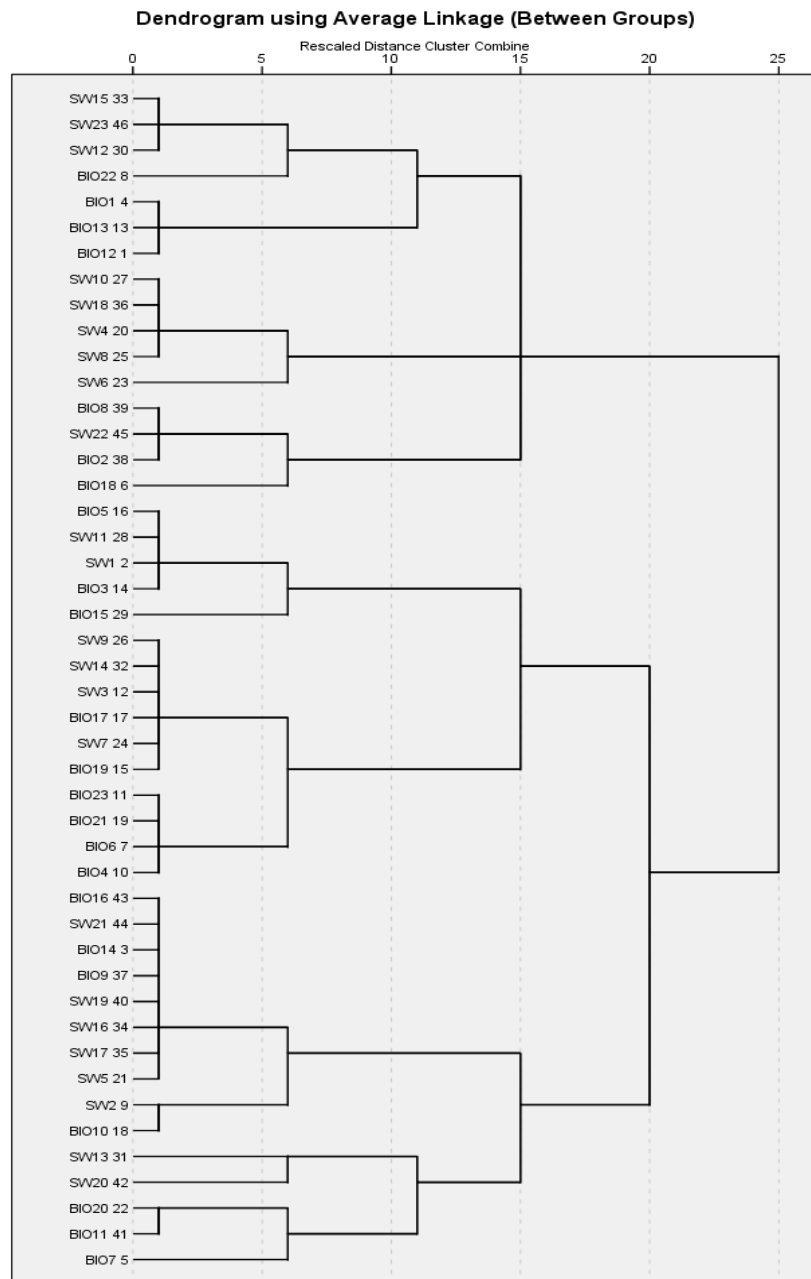 Dendrogram using Average Linkage (Between Groups)
Rescaled Distance Cluster Combine
0 5 10 15 20 25
SW15 33
SW23 46
SW12 30
BIO22 8
BIO1 4
BIO13 13
BIO12 1
SW10 27
SW18 36
SW4 20
SW8 25
SW6 23
BIO8 39
SW22 45
BIO2 38
BIO18 6
BIO5 16
SW11 28
SW1 2
BIO3 14
BIO15 29
SW9 26
SW14 32
SW3 12
BIO17 17
SW7 24
BIO19 15
BIO23 11
BIO21 19
BIO6 7
BIO4 10
BIO16 43
SW21 44
BIO14 3
BIO9 37
SW19 40
SW16 34
SW17 35
SW5 21
SW2 9
BIO10 18
SW13 31
SW20 42
BIO20 22
BIO11 41
BIO7 5